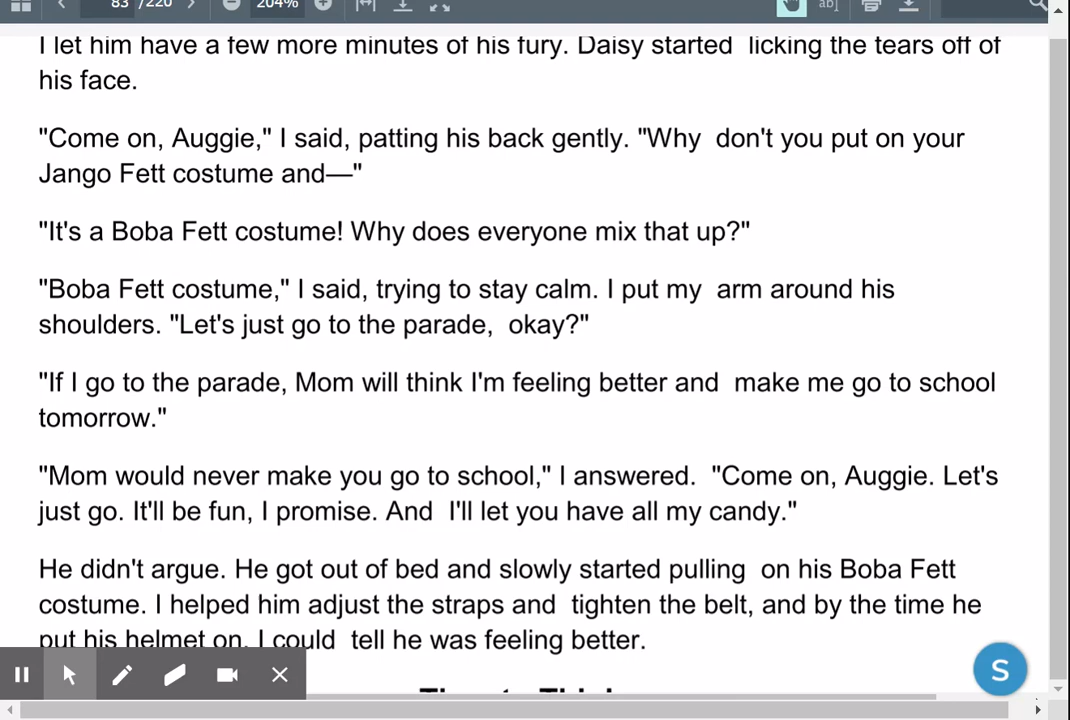 83 /220 204%
I let him have a few more minutes of his fury. Daisy started licking the tears off of
his face.
"Come on, Auggie," I said, patting his back gently. "Why don't you put on your
Jango Fett costume and—"
"It's a Boba Fett costume! Why does everyone mix that up?"
"Boba Fett costume," I said, trying to stay calm. I put my arm around his
shoulders. "Let's just go to the parade, okay?"
"If I go to the parade, Mom will think I'm feeling better and make me go to school
tomorrow."
"Mom would never make you go to school," I answered. "Come on, Auggie. Let's
just go. It'll be fun, I promise. And I'll let you have all my candy."
He didn't argue. He got out of bed and slowly started pulling on his Boba Fett
costume. I helped him adjust the straps and tighten the belt, and by the time he
put his helmet on, I could tell he was feeling better.
S